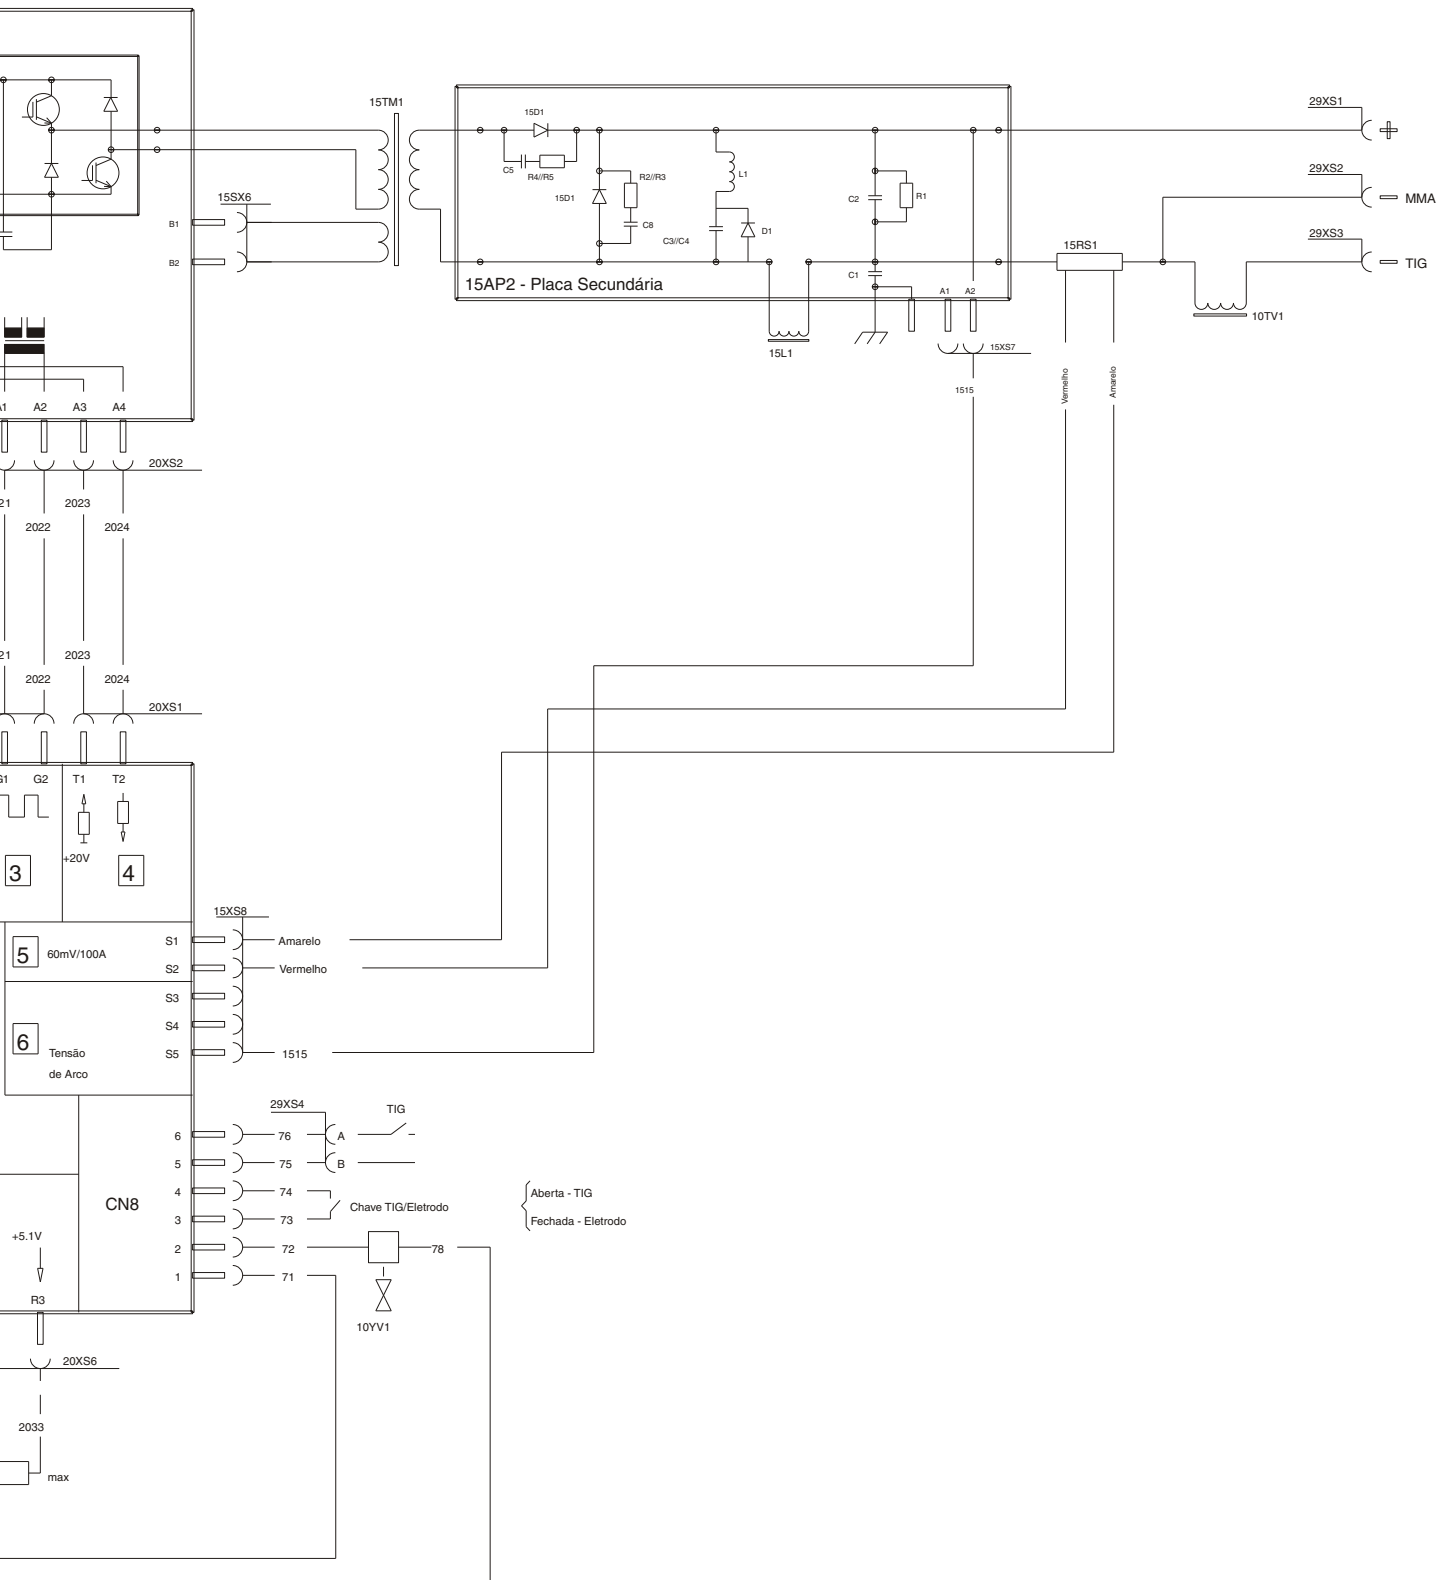 29XS1
15TM1
15D1
29XS2
C5
R4//R5
R2//R3
L1
15SX6
15D1
C2
R1
MMA
B1
C8
D1
29XS3
C3//C4
15RS1
B2
C1
TIG
15AP2 - Placa Secundária
A1 A2
10TV1
15L1
15XS7
1515
Vermelho
Amarelo
A2 A3 A4
20XS2
21 2023
2022 2024
21 2023
2022 2024
20XS1
G2 T1 T2
+20V
3 4
15XS8
5 60mV/100A
S1 Amarelo
S2 Vermelho
S3
S4
6
Tensão
de Arco
S5 1515
29XS4 TIG
6 76 A
5 75 B
4 74
Chave TIG/Eletrodo
Aberta - TIG
Fechada - Eletrodo
CN8
3 73
+5.1V
2 72 78
1 71
R3
10YV1
20XS6
2033
max